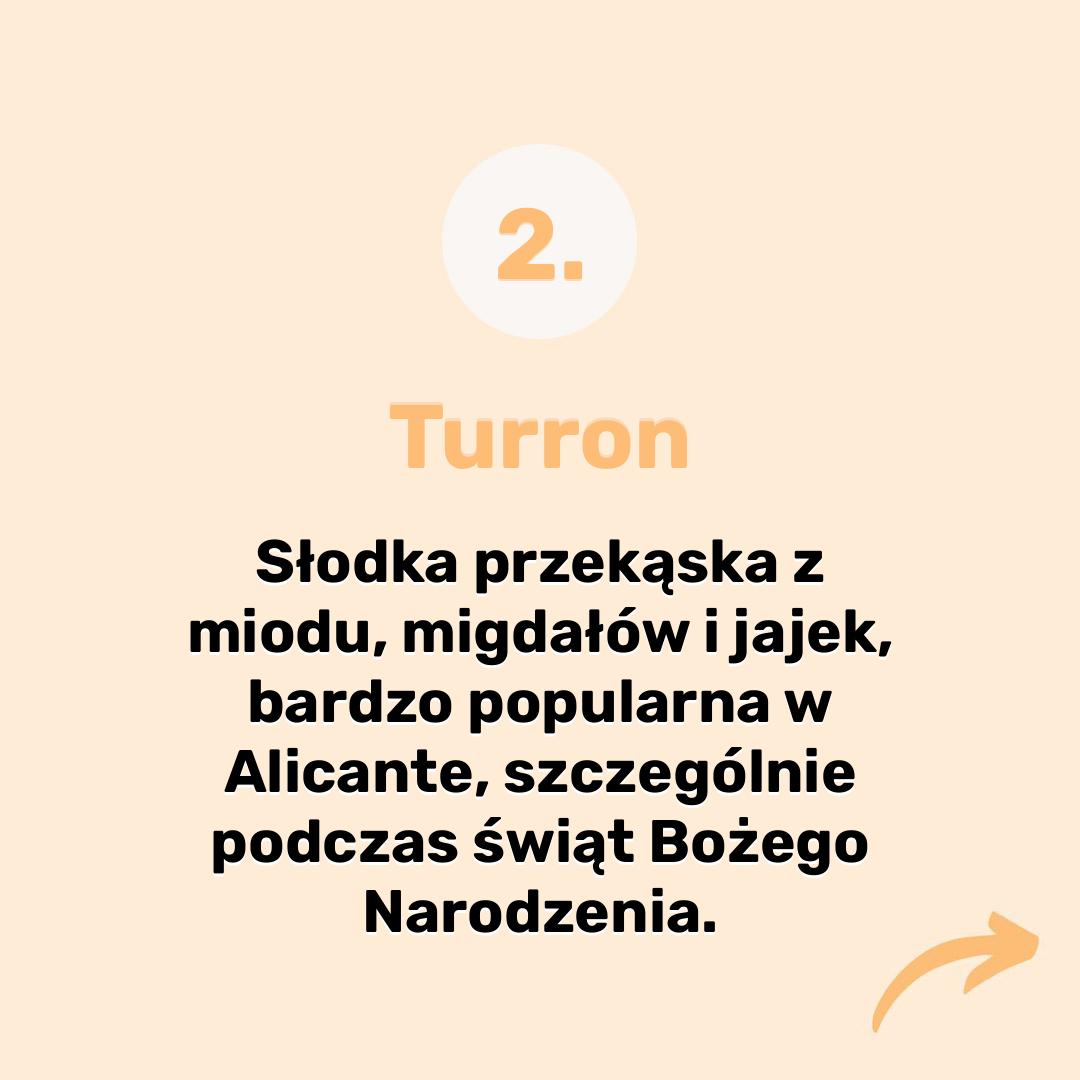 2.
Turron
Słodka przekąska z
miodu, migdałów i jajek,
bardzo popularna w
Alicante, szczególnie
podczas świąt Bożego
Narodzenia.